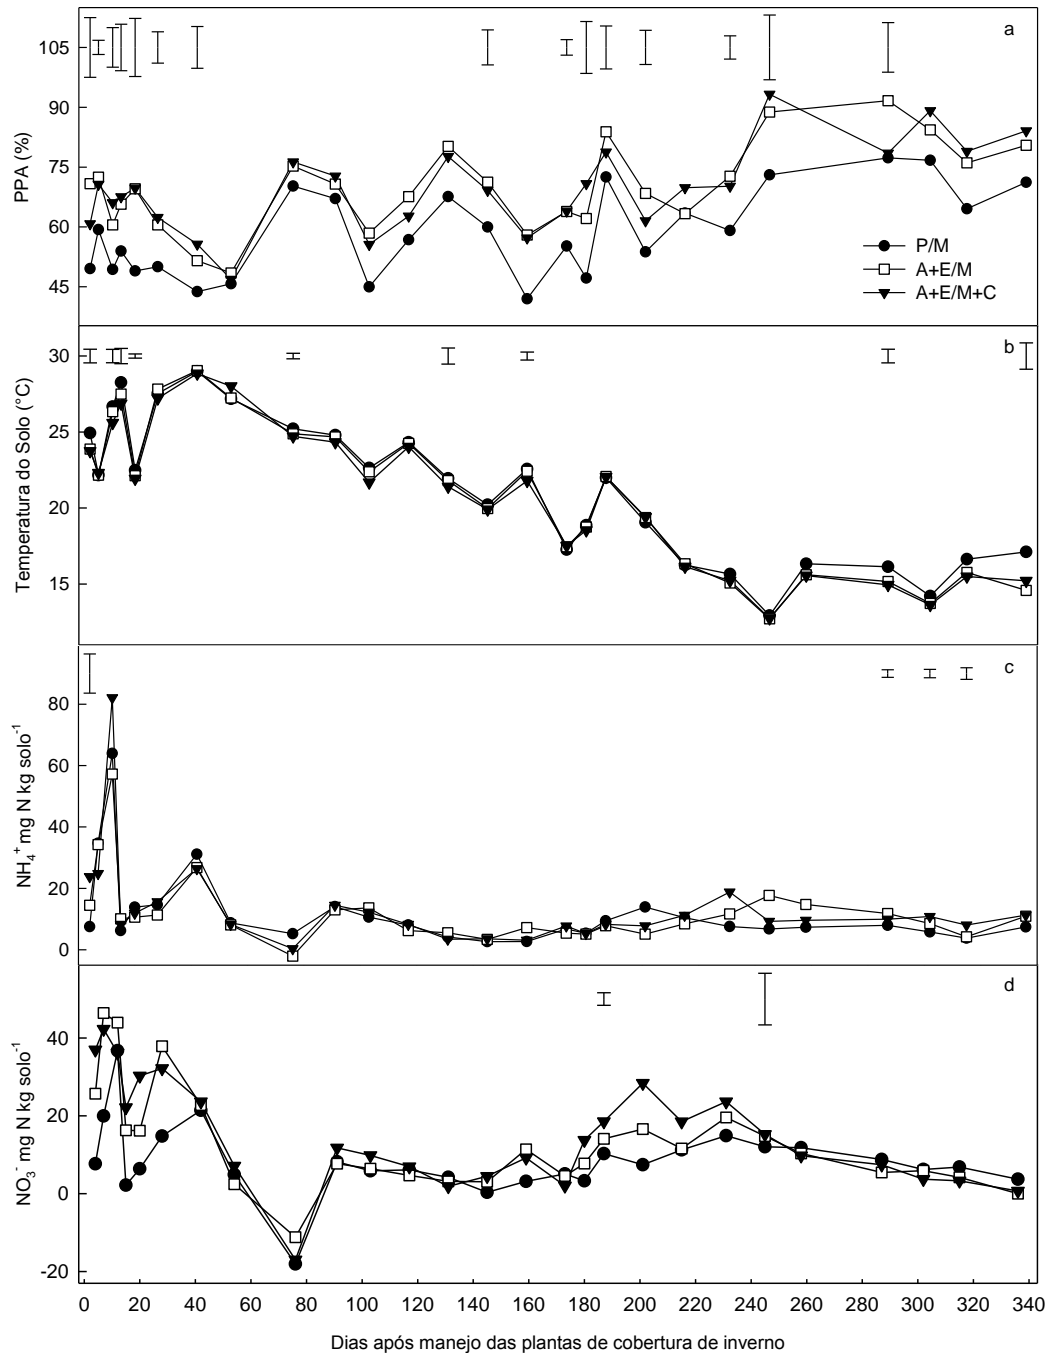 a
105
90
75
60
45
PPA (%)
P/M
A+E/M
A+E/M+C
b
30
25
20
15
Temperatura do Solo (°C)
c
80
60
40
20
0
NH₄⁺ mg N kg solo⁻¹
d
40
20
0
-20
NO₃⁻ mg N kg solo⁻¹
0 20 40 60 80 100 120 140 160 180 200 220 240 260 280 300 320 340
Dias após manejo das plantas de cobertura de inverno